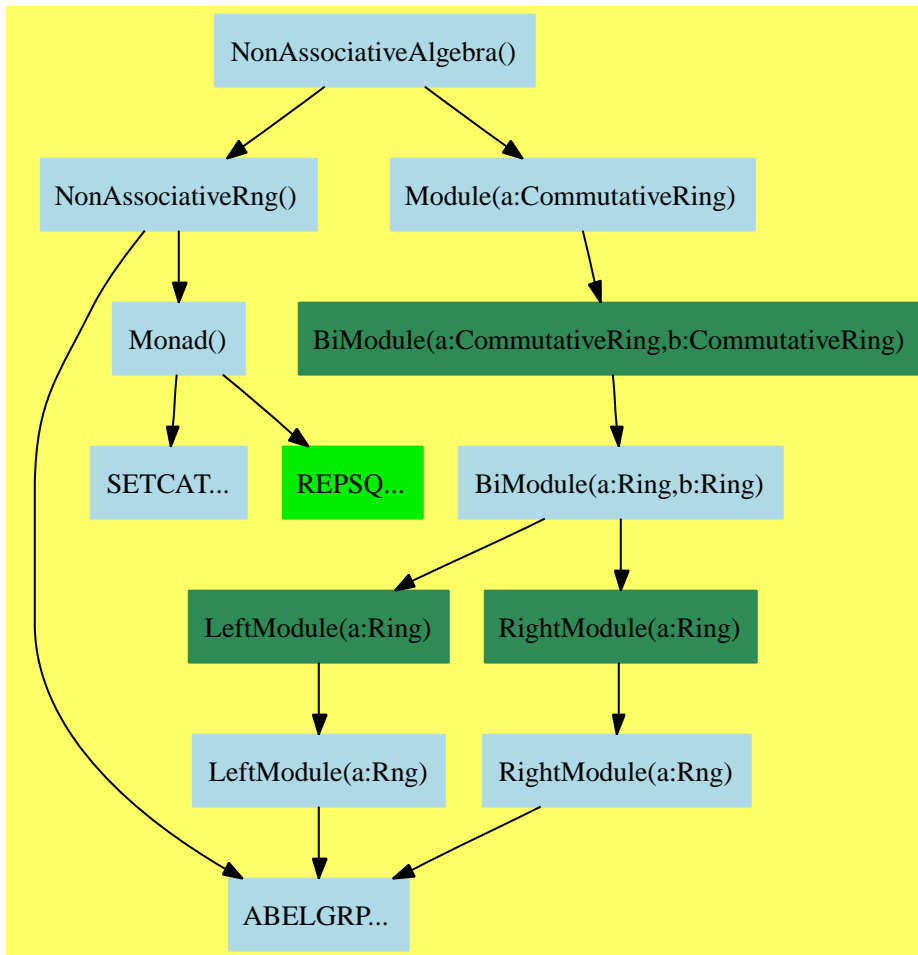 NonAssociativeAlgebra()
NonAssociativeRng()
Module(a:CommutativeRing)
Monad()
BiModule(a:CommutativeRing,b:CommutativeRing)
SETCAT...
REPSQ...
BiModule(a:Ring,b:Ring)
LeftModule(a:Ring)
RightModule(a:Ring)
LeftModule(a:Rng)
RightModule(a:Rng)
ABELGRP...